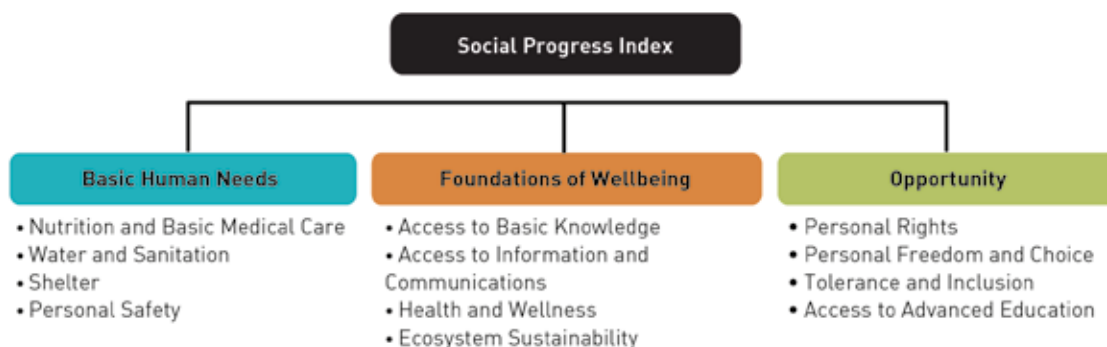 Social Progress Index
Basic Human Needs
• Nutrition and Basic Medical Care
• Water and Sanitation
• Shelter
• Personal Safety
Foundations of Wellbeing
• Access to Basic Knowledge
• Access to Information and
Communications
• Health and Wellness
• Ecosystem Sustainability
Opportunity
• Personal Rights
• Personal Freedom and Choice
• Tolerance and Inclusion
• Access to Advanced Education